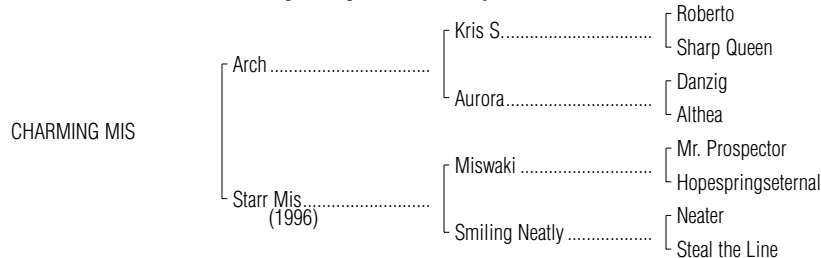 Roberto
Kris S.
Sharp Queen
Arch
Danzig
Aurora
Althea
CHARMING MIS
Mr. Prospector
Miswaki
Hopespringseternal
Starr Mis
(1996)
Neater
Smiling Neatly
Steal the Line